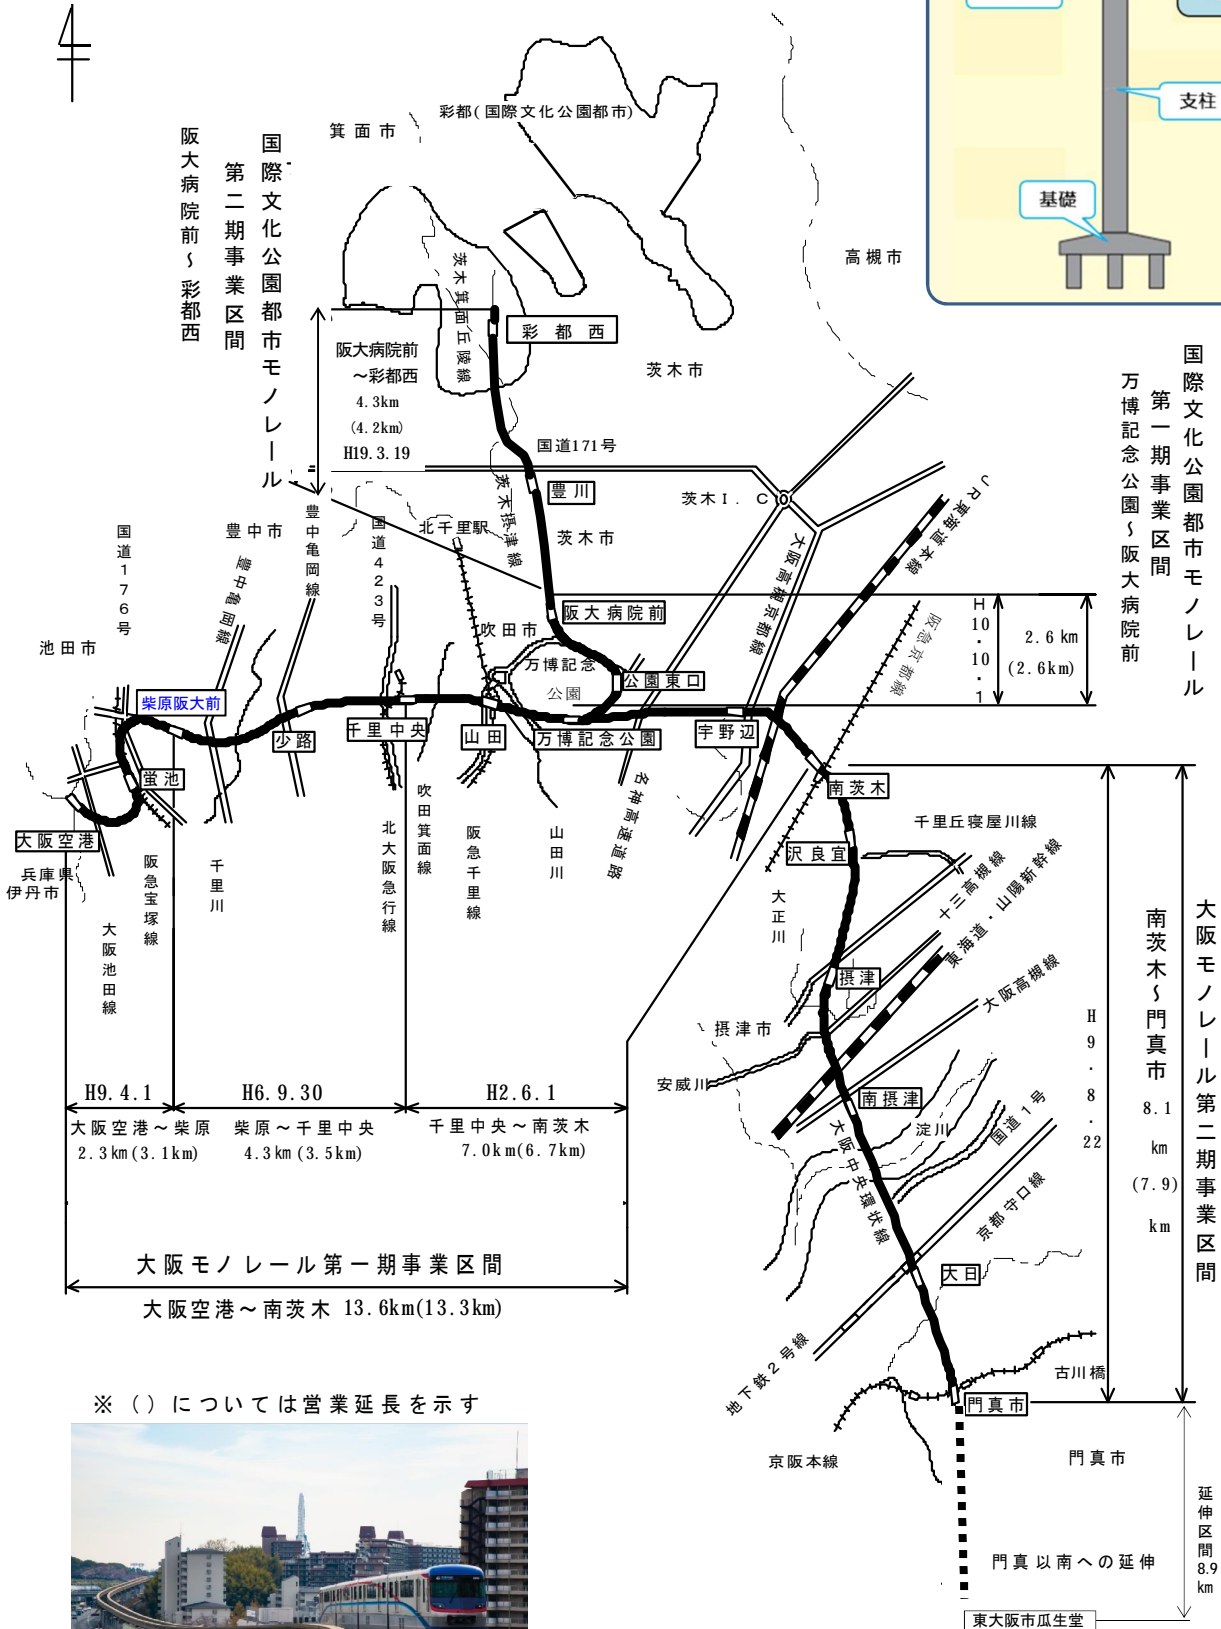 支柱
基礎
彩都(国際文化公園都市)
箕面市
国際文化公園都市モノレール
第二期事業区間
阪大病院前～彩都西
高槻市
茨木箕面丘陵線
彩都西
阪大病院前
～彩都西
4.3km
(4.2km)
H19.3.19
茨木市
国際文化公園都市モノレール
第一期事業区間
万博記念公園～阪大病院前
国道171号
豊川
茨木I.C
茨木摂津線
茨木市
北千里駅
国道423号
豊中亀岡線
豊中市
豊中亀岡線
国道176号
池田市
大阪高槻京都線
JR東海道本線
阪急京都線
H10.10.1
2.6km
(2.6km)
阪大病院前
吹田市
万博記念
公園
公園東口
柴原阪大前
少路
千里中央
山田
万博記念公園
宇野辺
南茨木
蛍池
大阪空港
兵庫県
伊丹市
大阪池田線
阪急宝塚線
千里川
北大阪急行線
吹田箕面線
阪急千里線
山田川
名神高速道路
沢良宜
千里丘寝屋川線
十三高槻線
東海道・山陽新幹線
大正川
摂津
大阪高槻線
摂津市
安威川
南摂津
淀川
国道1号
大阪中央環状線
京都守口線
大日
地下鉄2号線
古川橋
門真市
京阪本線
門真市
H9.8.22
南茨木～門真市
8.1
km
(7.9)
km
大阪モノレール第二期事業区間
H9.4.1
H6.9.30
H2.6.1
大阪空港～柴原
2.3km(3.1km)
柴原～千里中央
4.3km(3.5km)
千里中央～南茨木
7.0km(6.7km)
大阪モノレール第一期事業区間
大阪空港～南茨木 13.6km(13.3km)
※（）については営業延長を示す
門真以南への延伸
延伸区間8.9km
東大阪市瓜生堂